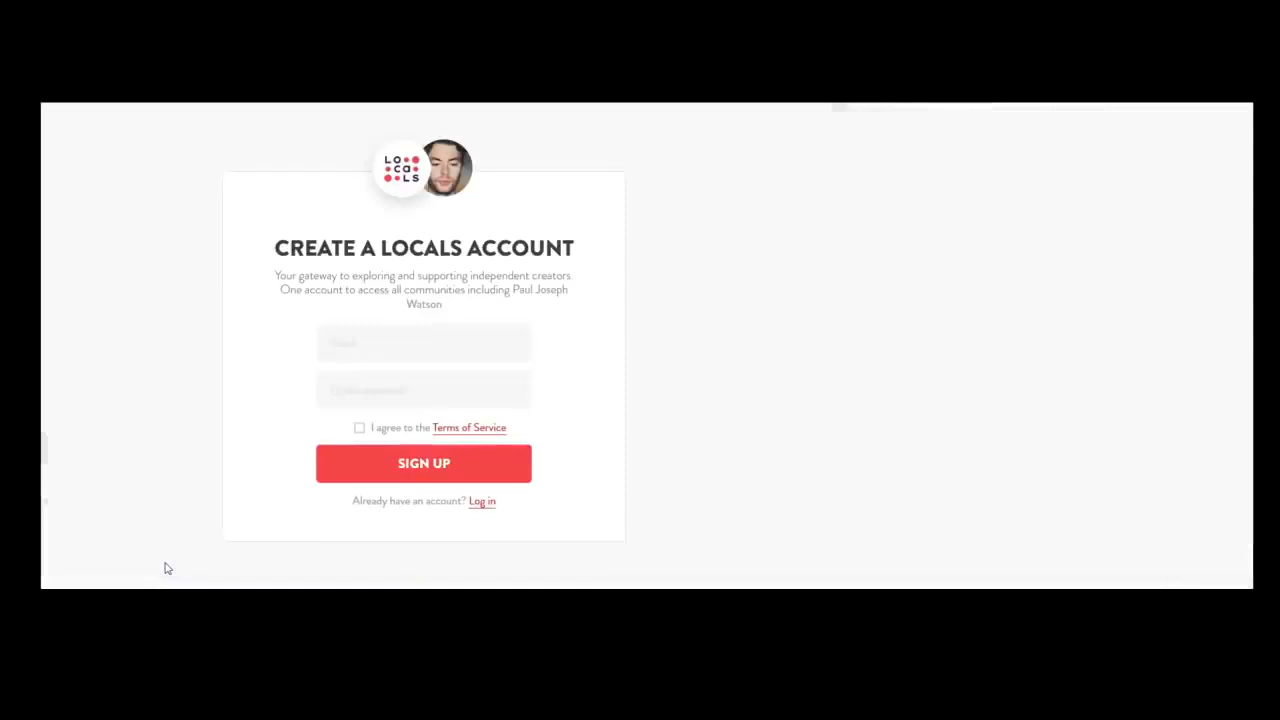 LO
ca
LS
CREATE A LOCALS ACCOUNT
Your gateway to exploring and supporting independent creators.
One account to access all communities including Paul Joseph
Watson
I agree to the Terms of Service
SIGN UP
Already have an account? Log in